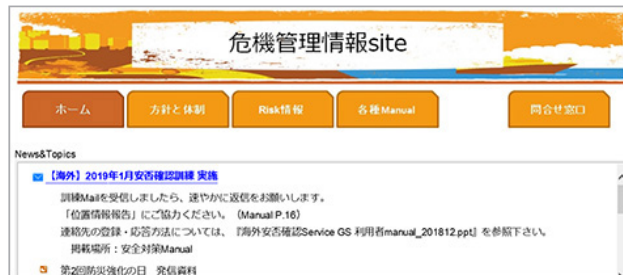 危機管理情報site
ホーム 方針と体制 Risk情報 各種Manual 問合せ窓口
News&Topics
【海外】2019年1月安否確認訓練 実施
訓練Mailを受信しましたら、速やかに返信をお願いします。
「位置情報報告」にご協力ください。（Manual P.16）
連絡先の登録・応答方法については、『海外安否確認Service GS 利用者manual_201812.ppt』を参照下さい。
掲載場所：安全対策Manual
第2回防災強化の日 発信資料